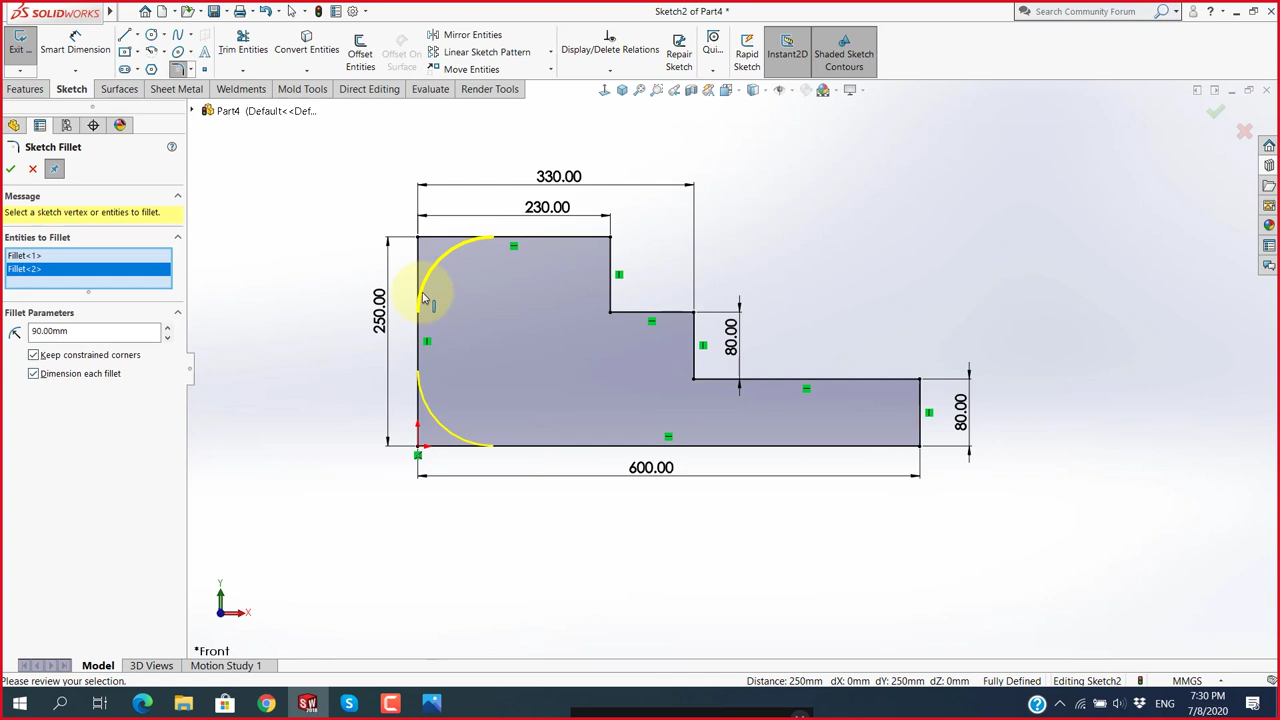 SOLIDWORKS
Sketch2 of Part4 *
Search Community Forum
Exit ...
Smart Dimension
Trim Entities
Convert Entities
Offset Entities
Offset On Surface
Mirror Entities
Linear Sketch Pattern
Move Entities
Display/Delete Relations
Repair Sketch
Qui...
Rapid Sketch
Instant2D
Shaded Sketch Contours
Features
Sketch
Surfaces
Sheet Metal
Weldments
Mold Tools
Direct Editing
Evaluate
Render Tools
Part4 (Default<<Def...
Sketch Fillet
Message
Select a sketch vertex or entities to fillet.
Entities to Fillet
Fillet<1>
Fillet<2>
Fillet Parameters
90.00mm
Keep constrained corners
Dimension each fillet
330.00
230.00
250.00
80.00
80.00
600.00
Y
X
*Front
Model
3D Views
Motion Study 1
Please review your selection.
Distance: 250mm dX: 0mm dY: 250mm dZ: 0mm
Fully Defined
Editing Sketch2
MMGS
ENG
7:30 PM
7/8/2020